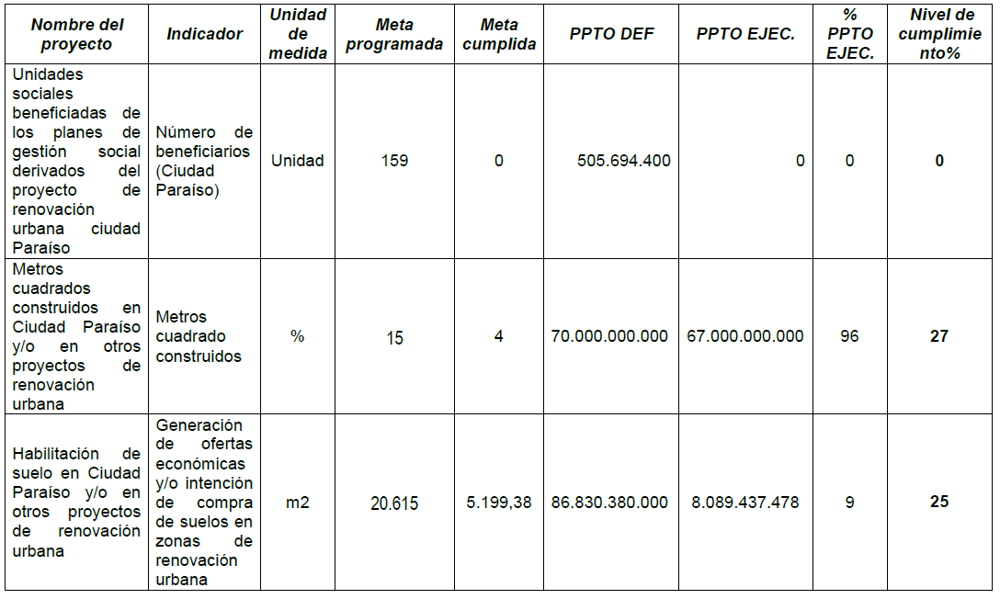 Nombre del
proyecto
Indicador
Unidad
de
medida
Meta
programada
Meta
cumplida
PPTO DEF
PPTO EJEC.
%
PPTO
EJEC.
Nivel de
cumplimie
nto%
Unidades
sociales
beneficiadas de
los planes de
gestión social
derivados del
proyecto de
renovación
urbana ciudad
Paraíso
Número de
beneficiarios
(Ciudad
Paraíso)
Unidad
159
0
505.694.400
0
0
0
Metros
cuadrados
construidos en
Ciudad Paraíso
y/o en otros
proyectos de
renovación
urbana
Metros
cuadrado
construidos
%
15
4
70.000.000.000
67.000.000.000
96
27
Habilitación de
suelo en Ciudad
Paraíso y/o en
otros proyectos
de renovación
urbana
Generación
de ofertas
económicas
y/o intención
de compra
de suelos en
zonas de
renovación
urbana
m2
20.615
5.199,38
86.830.380.000
8.089.437.478
9
25